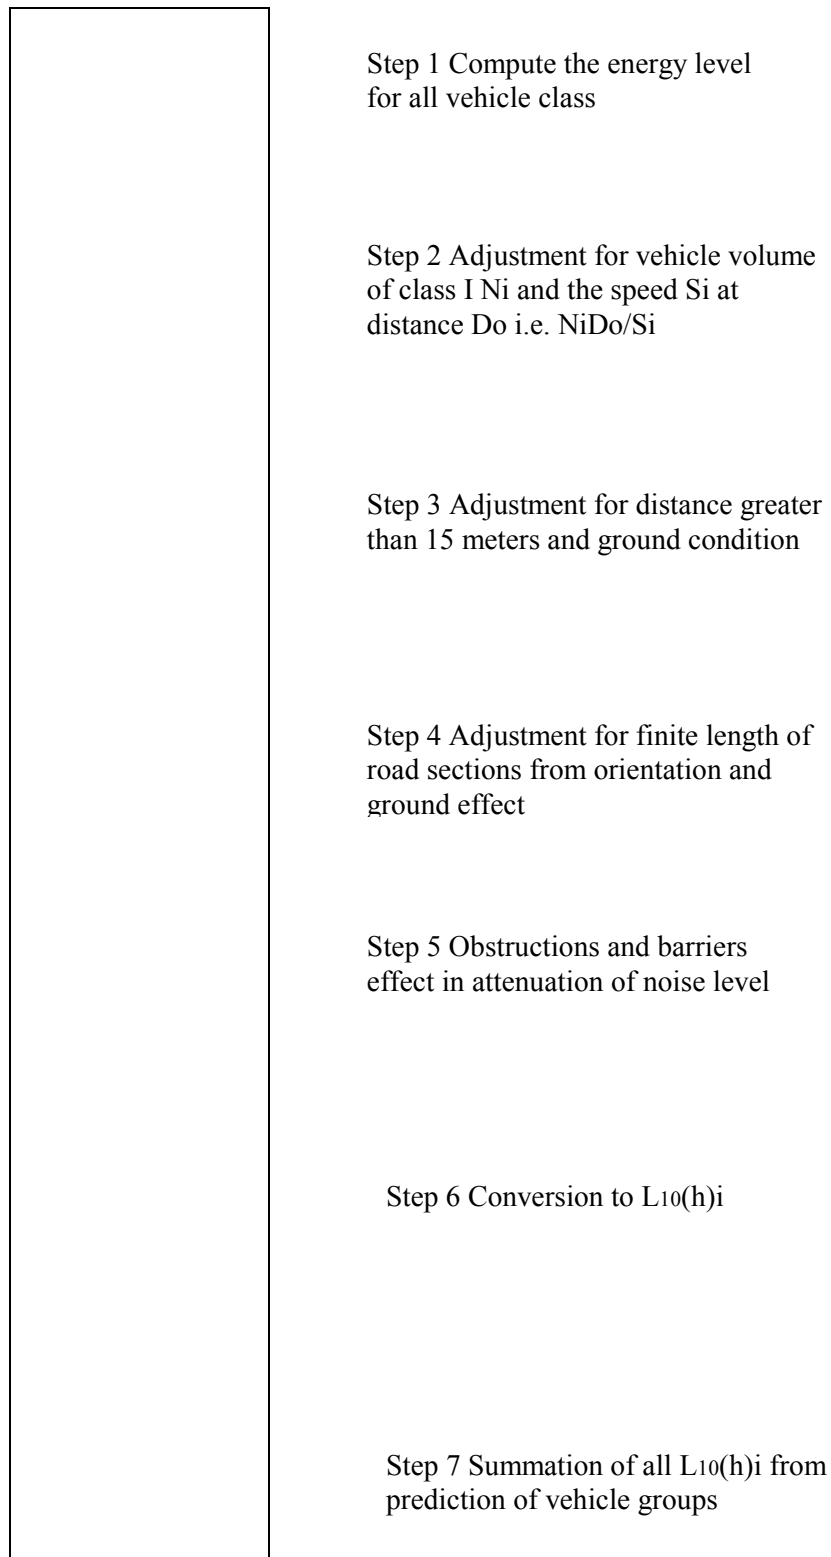 Step 1 Compute the energy level
for all vehicle class
Step 2 Adjustment for vehicle volume
of class I Ni and the speed Si at
distance Do i.e. NiDo/Si
Step 3 Adjustment for distance greater
than 15 meters and ground condition
Step 4 Adjustment for finite length of
road sections from orientation and
ground effect
Step 5 Obstructions and barriers
effect in attenuation of noise level
Step 6 Conversion to L10(h)i
Step 7 Summation of all L10(h)i from
prediction of vehicle groups